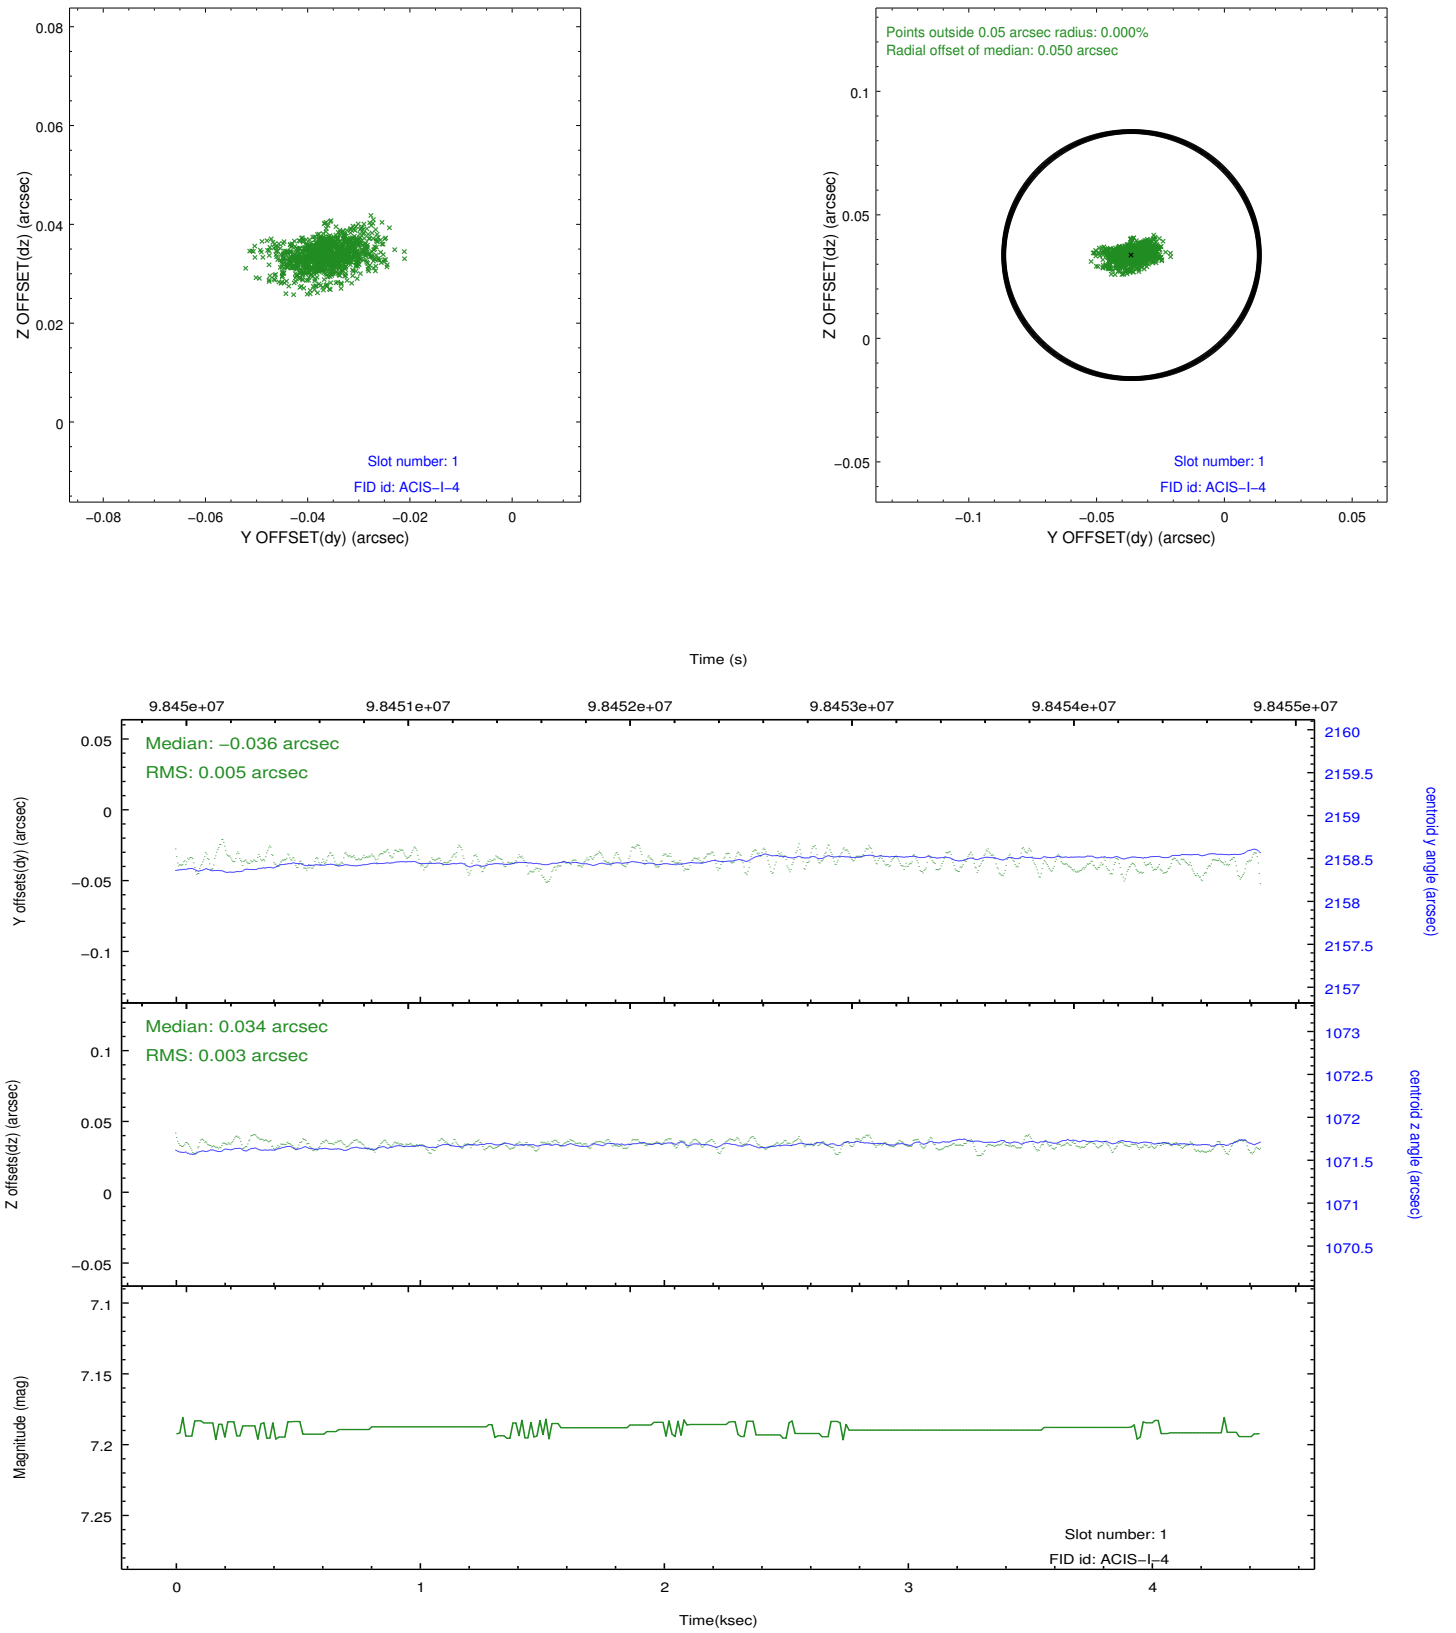 0.08
0.06
0.04
0.02
0
Z OFFSET(dz) (arcsec)
Slot number: 1
FID id: ACIS−I−4
−0.08 −0.06 −0.04 −0.02 0
Y OFFSET(dy) (arcsec)
Points outside 0.05 arcsec radius: 0.000%
Radial offset of median: 0.050 arcsec
0.1
0.05
0
−0.05
Z OFFSET(dz) (arcsec)
Slot number: 1
FID id: ACIS−I−4
−0.1 −0.05 0 0.05
Y OFFSET(dy) (arcsec)
Time (s)
9.845e+07 9.8451e+07 9.8452e+07 9.8453e+07 9.8454e+07 9.8455e+07
Median: −0.036 arcsec
RMS: 0.005 arcsec
0.05
0
−0.05
−0.1
Y offsets(dy) (arcsec)
2160
2159.5
2159
2158.5
2158
2157.5
2157
centroid y angle (arcsec)
Median: 0.034 arcsec
RMS: 0.003 arcsec
0.1
0.05
0
−0.05
Z offsets(dz) (arcsec)
1073
1072.5
1072
1071.5
1071
1070.5
centroid z angle (arcsec)
7.1
7.15
7.2
7.25
Magnitude (mag)
Slot number: 1
FID id: ACIS−I−4
0 1 2 3 4
Time(ksec)